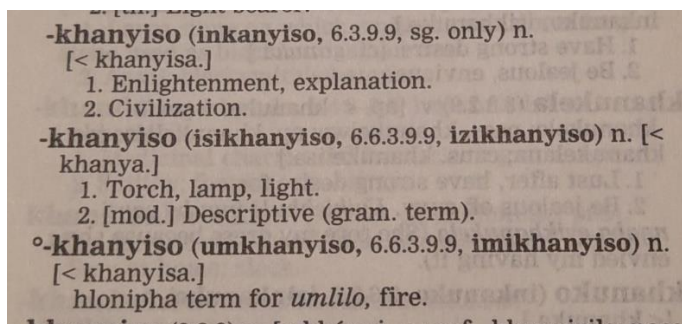 -khanyiso (inkanyiso, 6.3.9.9, sg. only) n.
[< khanyisa.]
1. Enlightenment, explanation.
2. Civilization.
-khanyiso (isikhanyiso, 6.6.3.9.9, izikhanyiso) n. [<
khanya.]
1. Torch, lamp, light.
2. [mod.] Descriptive (gram. term).
°-khanyiso (umkhanyiso, 6.6.3.9.9, imikhanyiso) n.
[< khanyisa.]
hlonipha term for umlilo, fire.